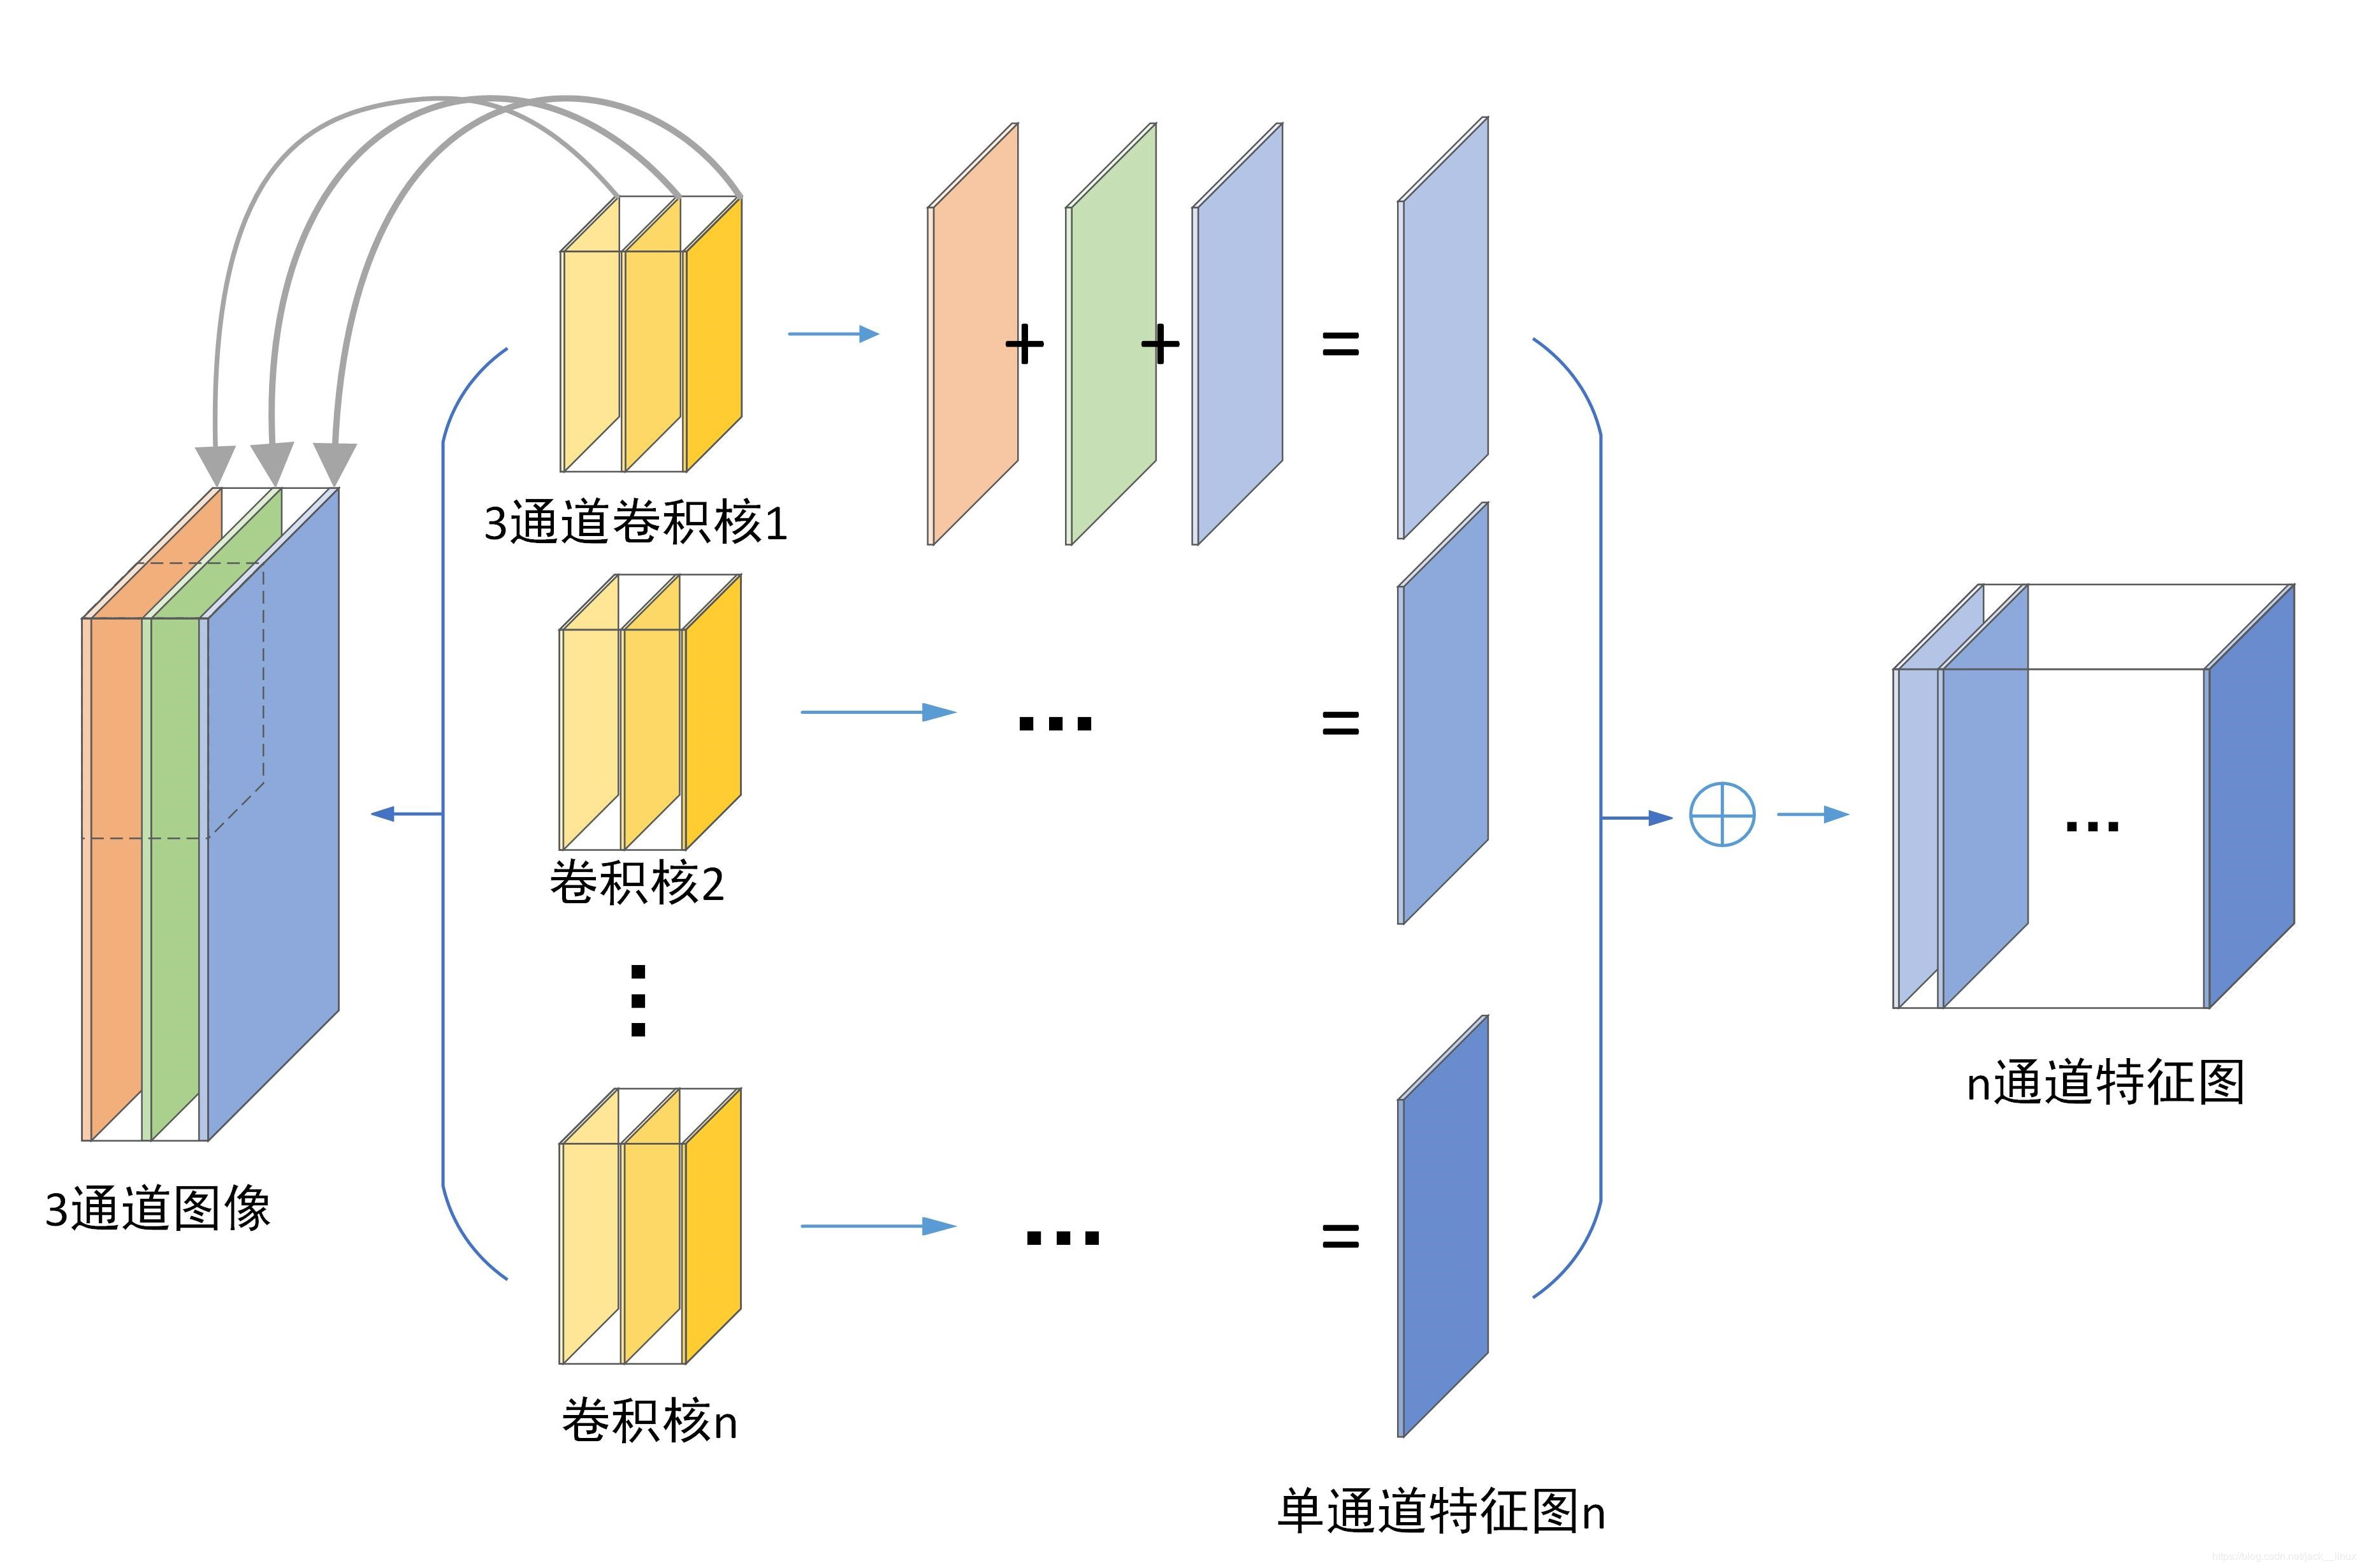 3通道卷积核1
卷积核2
n通道特征图
3通道图像
卷积核n
单通道特征图n
https://blog.csdn.net/jack__linux